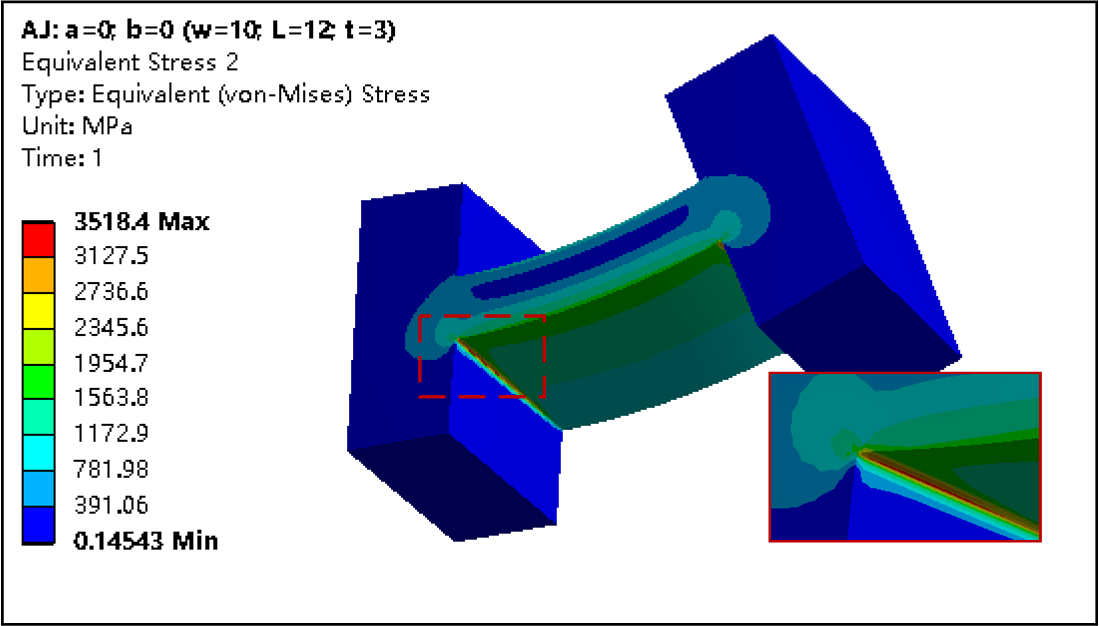 AJ: a=0; b=0 (w=10; L=12; t=3)
Equivalent Stress 2
Type: Equivalent (von-Mises) Stress
Unit: MPa
Time: 1
3518.4 Max
3127.5
2736.6
2345.6
1954.7
1563.8
1172.9
781.98
391.06
0.14543 Min